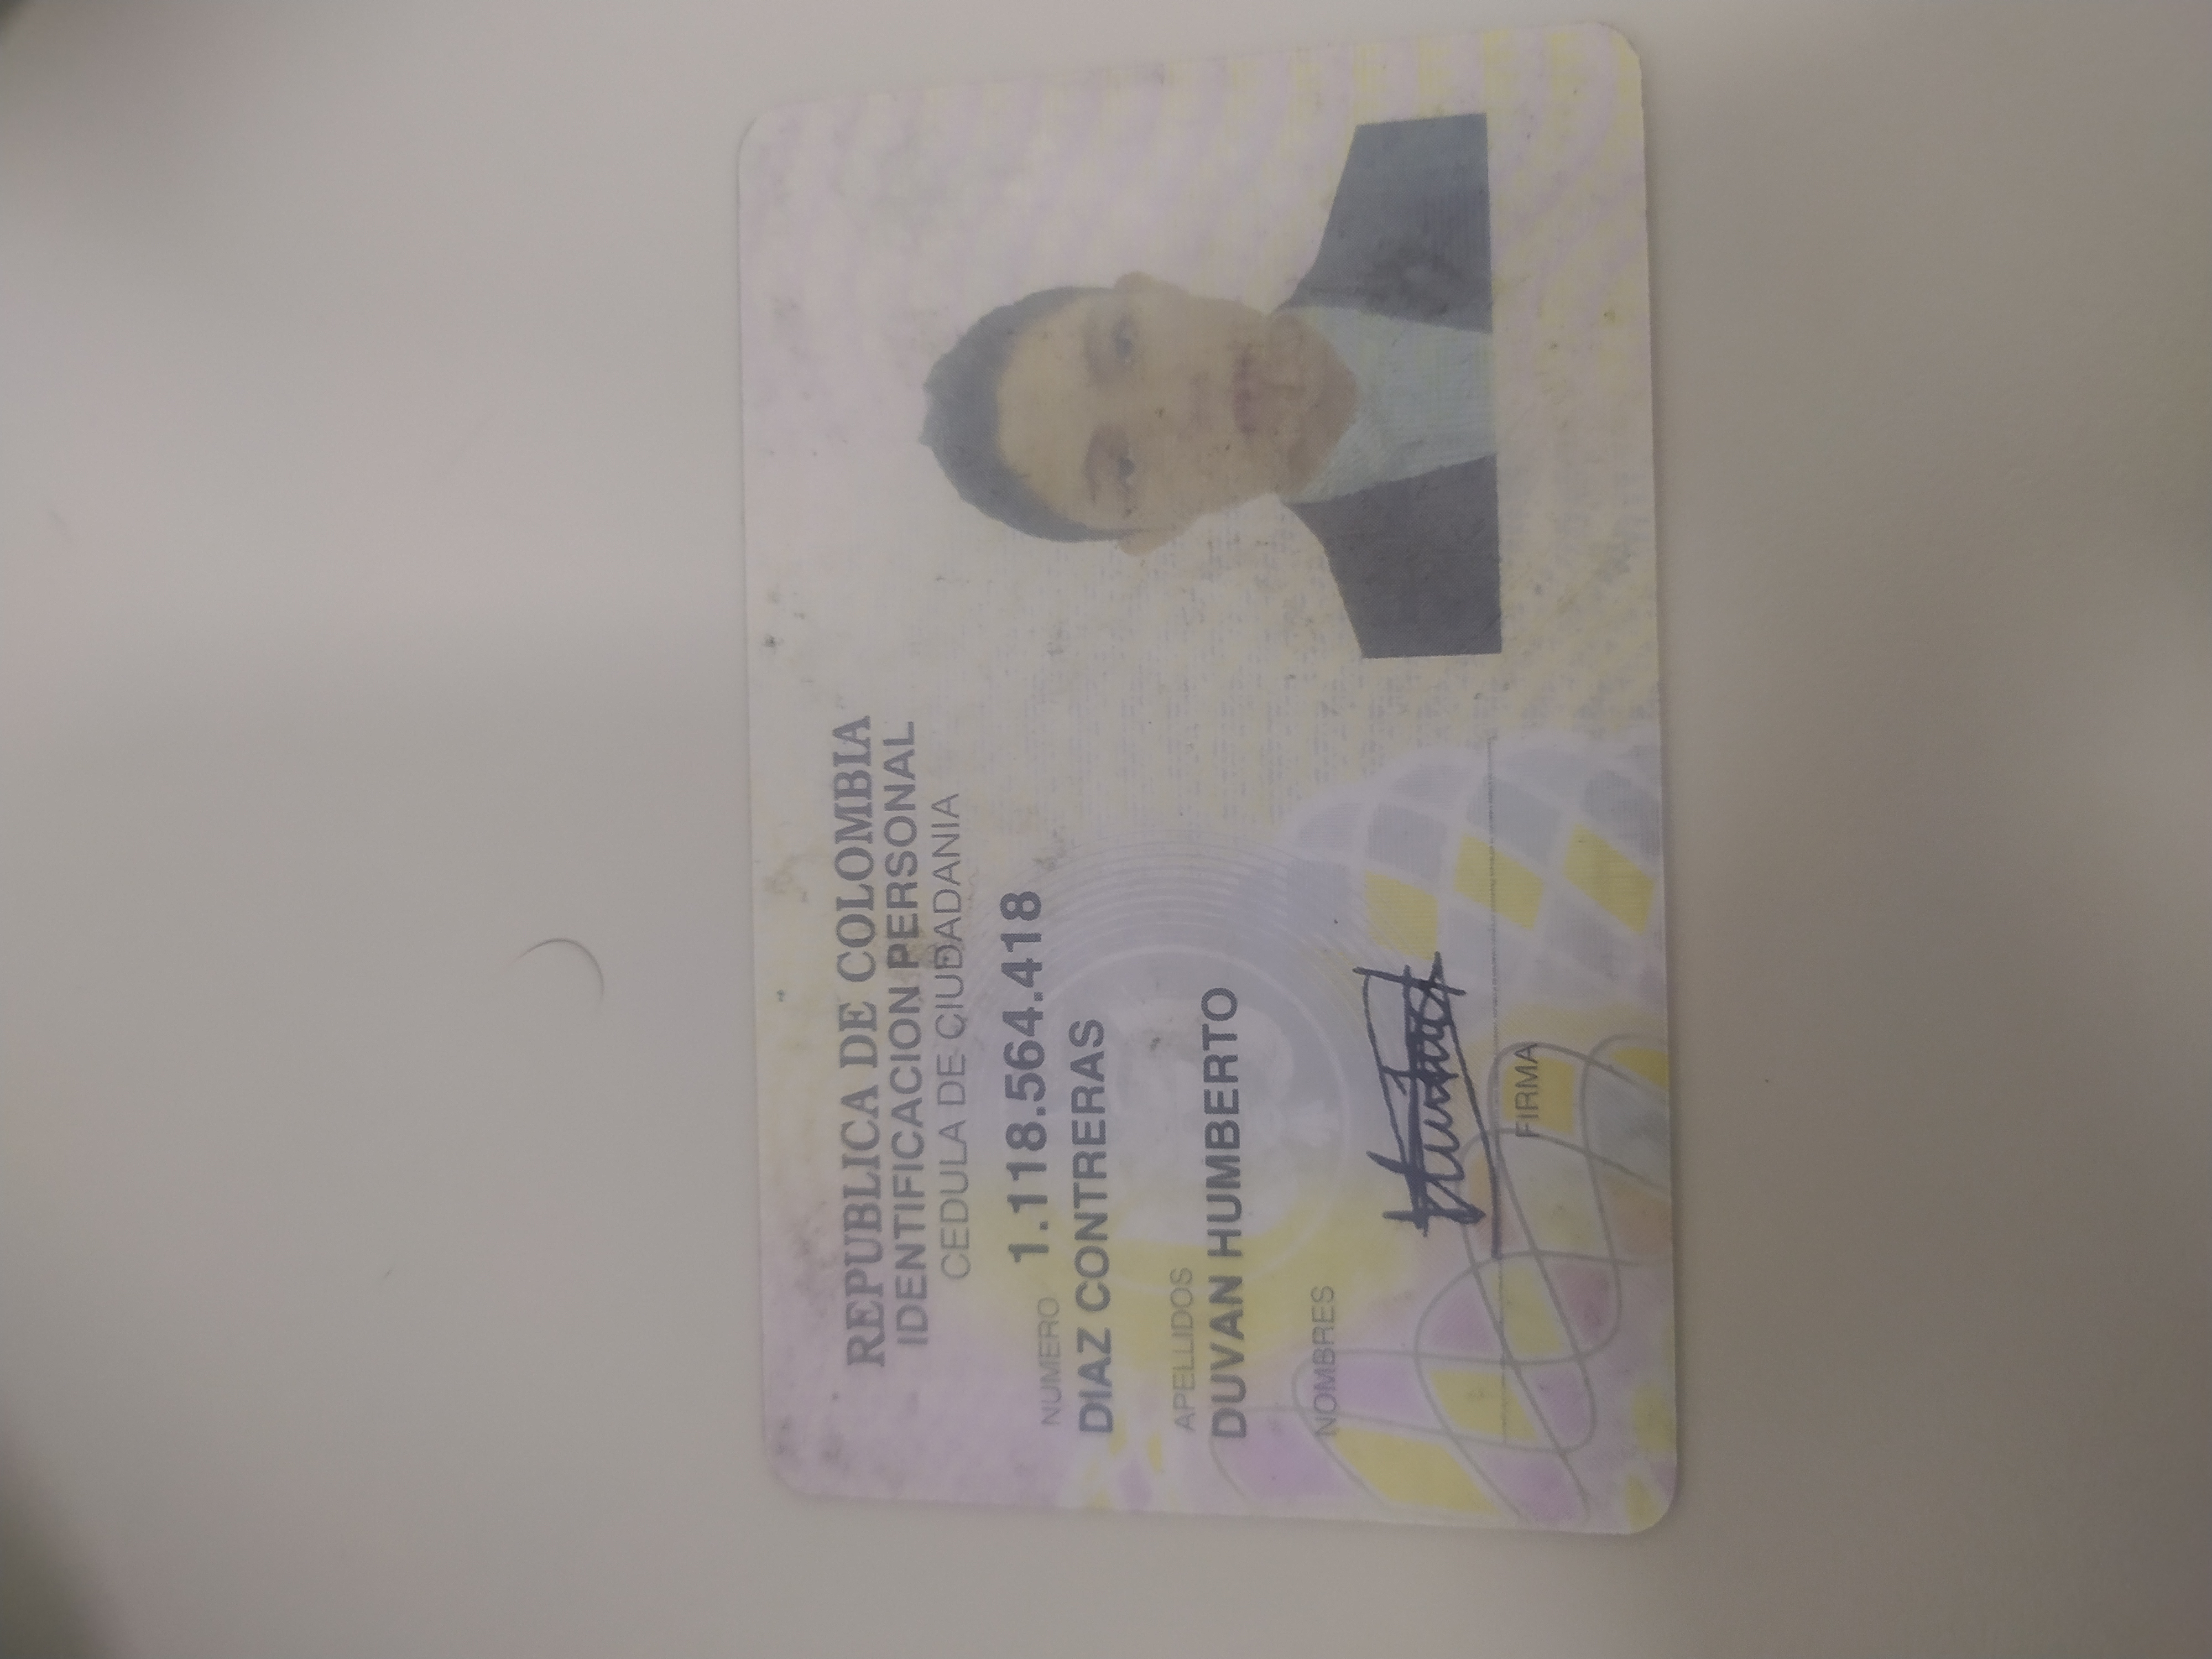 REPUBLICA DE COLOMBIA
IDENTIFICACION PERSONAL
CEDULA DE CIUDADANIA
NUMERO 1.118.564.418
DIAZ CONTRERAS
APELLIDOS
DUVAN HUMBERTO
NOMBRES
FIRMA